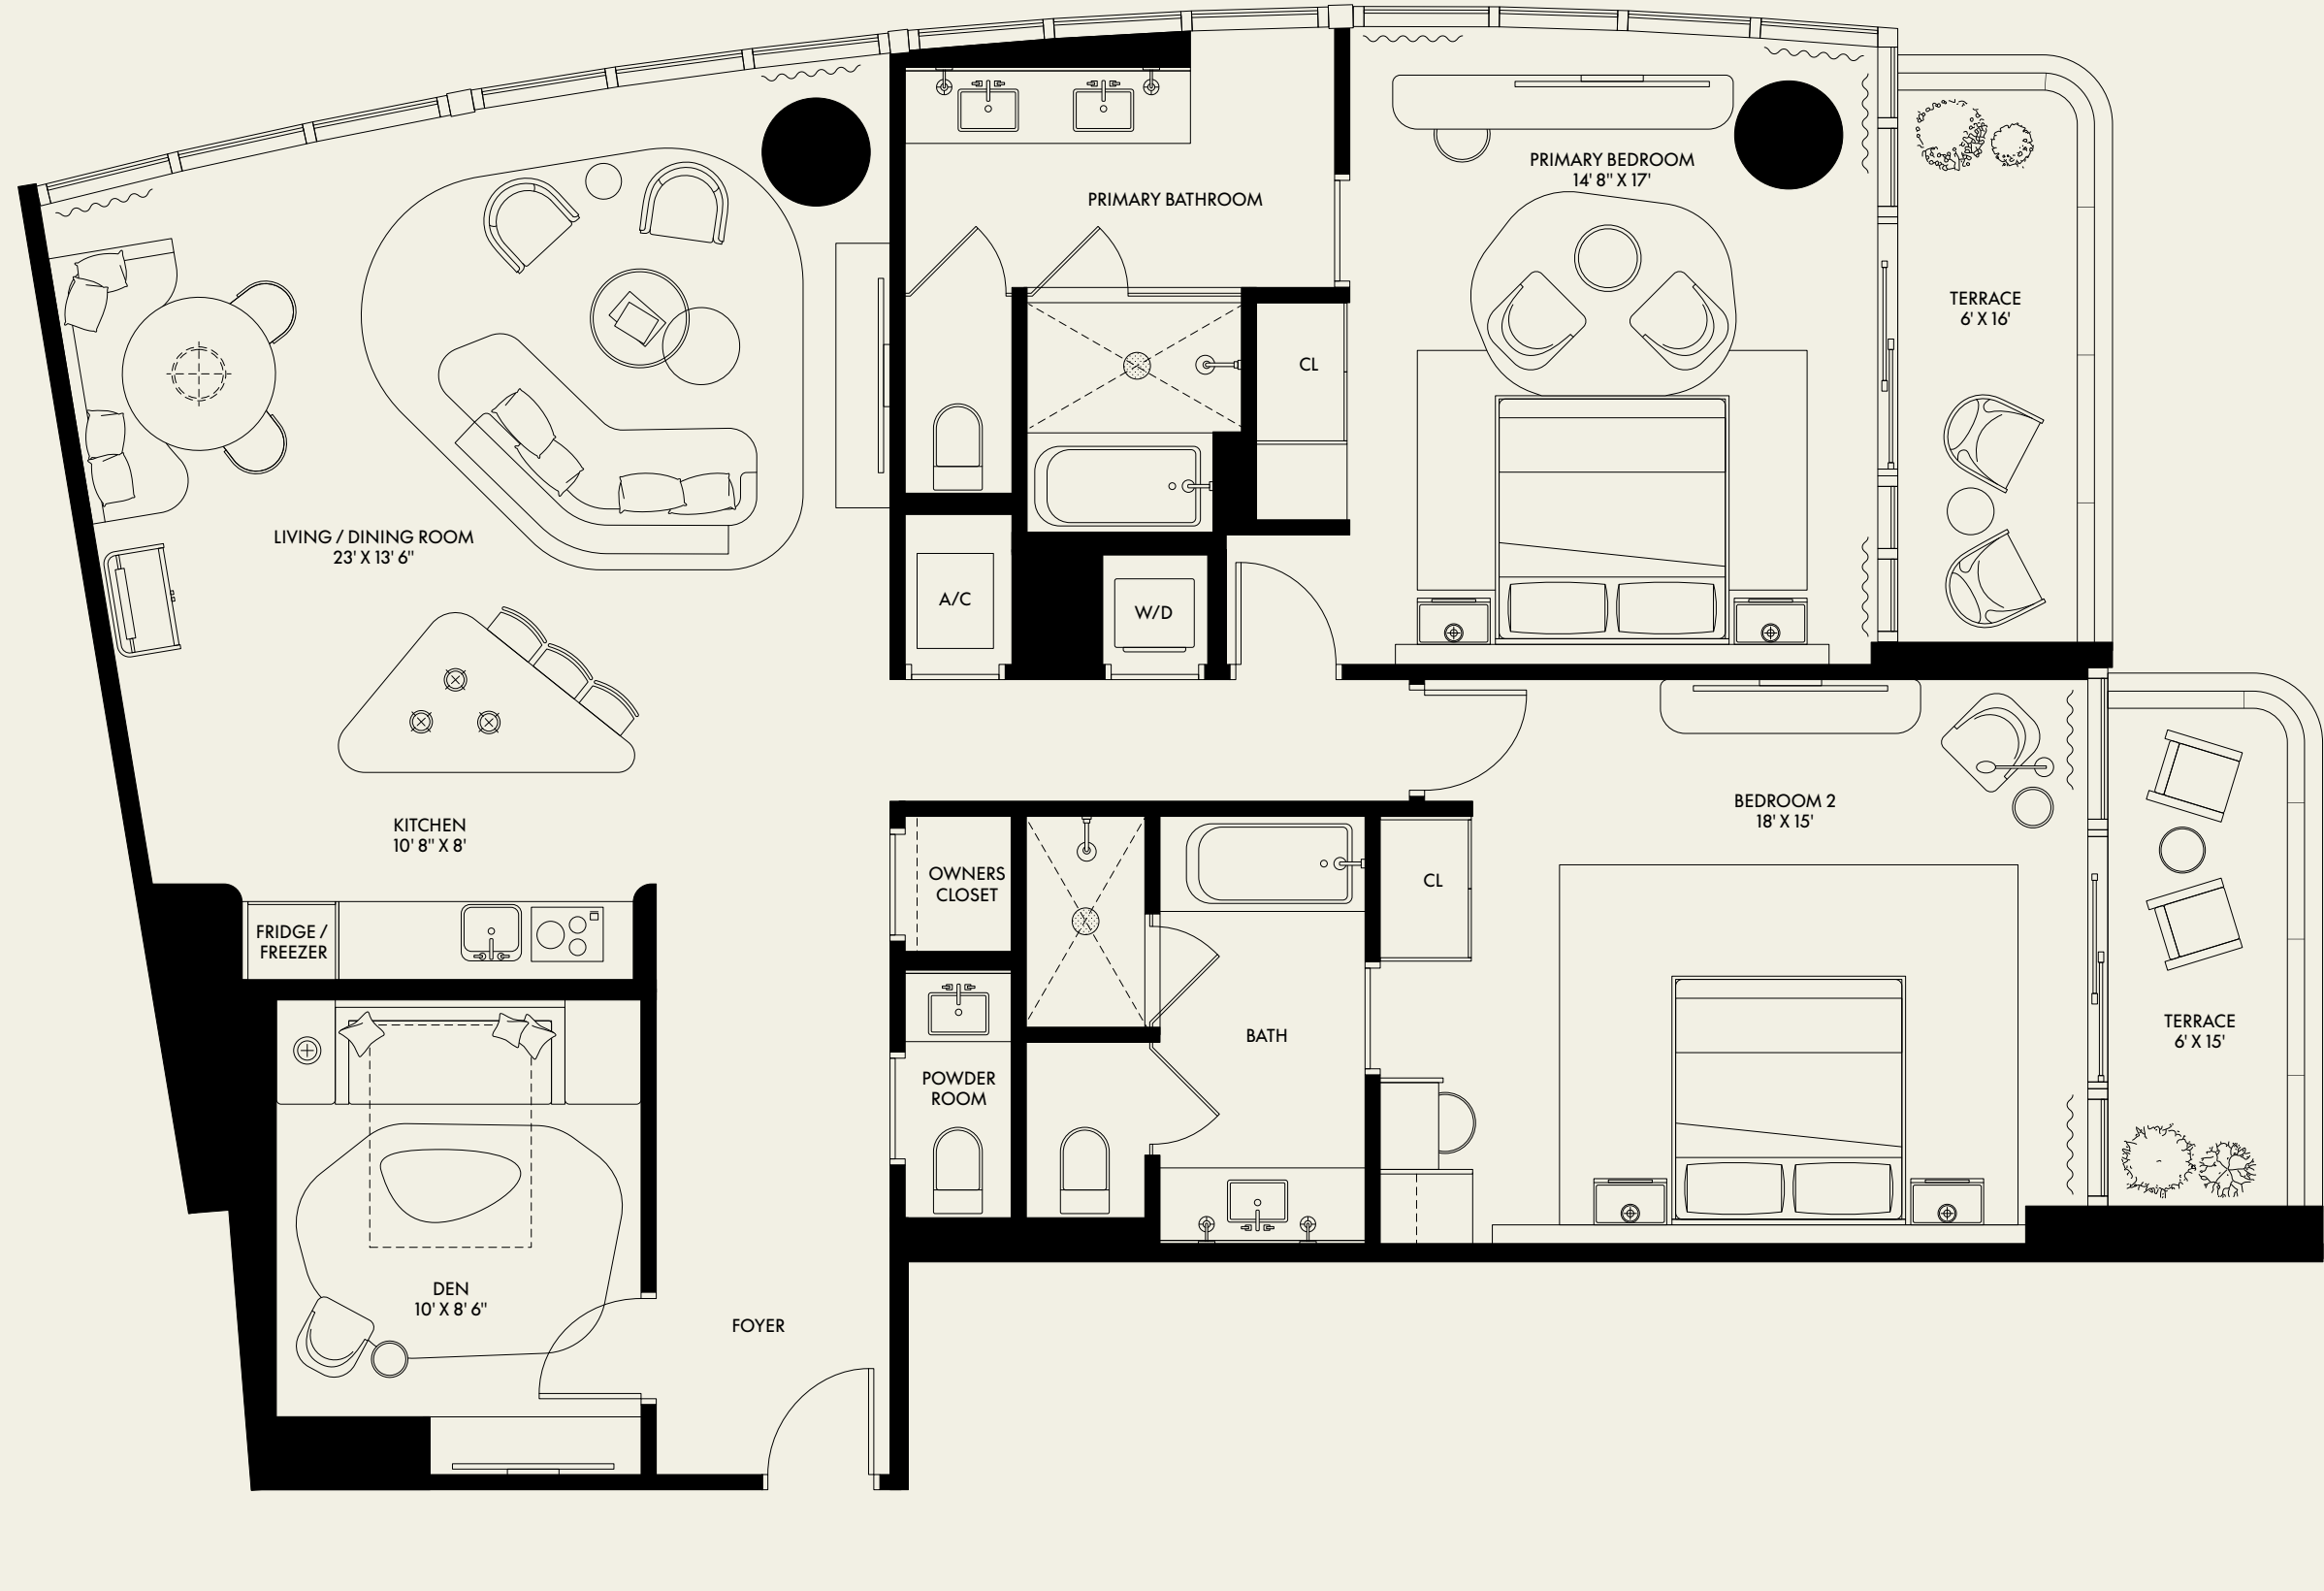 PRIMARY BEDROOM
14' 8" X 17'
PRIMARY BATHROOM
TERRACE
6' X 16'
CL
LIVING / DINING ROOM
23' X 13' 6"
A/C
W/D
BEDROOM 2
18' X 15'
KITCHEN
10' 8" X 8'
OWNERS
CLOSET
CL
FRIDGE /
FREEZER
TERRACE
6' X 15'
BATH
POWDER
ROOM
DEN
10' X 8' 6"
FOYER